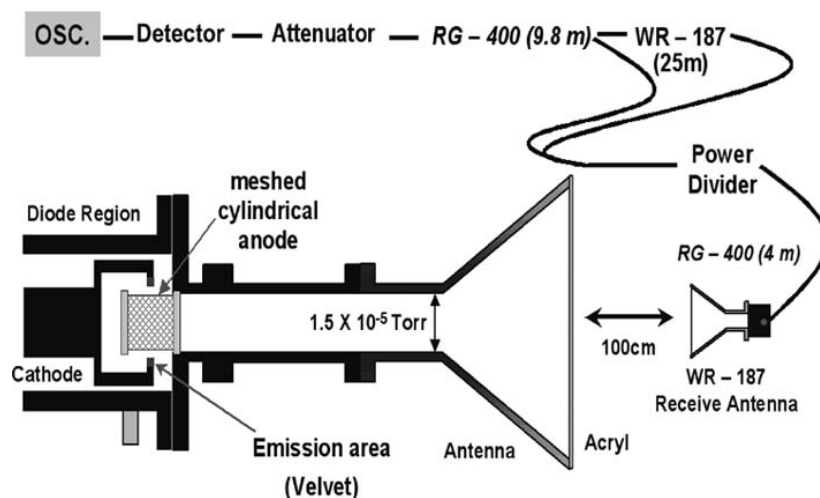 OSC.
Detector
Attenuator
RG – 400 (9.8 m)
WR – 187
(25m)
Power
Divider
meshed
cylindrical
anode
Diode Region
RG – 400 (4 m)
1.5 X 10⁻⁵ Torr
100cm
Cathode
WR – 187
Receive Antenna
Emission area
(Velvet)
Antenna
Acryl